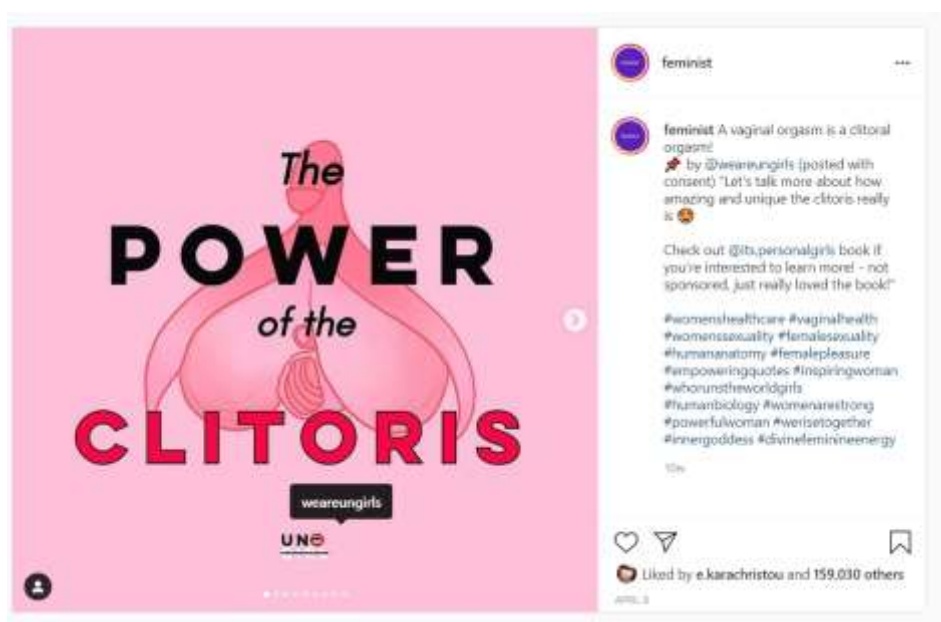 The
POWER
of the
CLITORIS
weareungirls
UNO
feminist
feminist A vaginal orgasm is a clitoral
orgasm!
by @weareungirls (posted with
consent) "Let's talk more about how
amazing and unique the clitoris really
is
Check out @its.personalgirls book if
you're interested to learn more! - not
sponsored, just really loved the book!"
#womenshealthcare #vaginalhealth
#womenssexuality #femalesexuality
#humananatomy #femalepleasure
#empoweringquotes #inspiringwoman
#whorunstheworldgirls
#humanbiology #womenarestrong
#powerfulwoman #werisetogether
#innergoddess #divinefeminineenergy
Liked by e.karachristou and 159,030 others